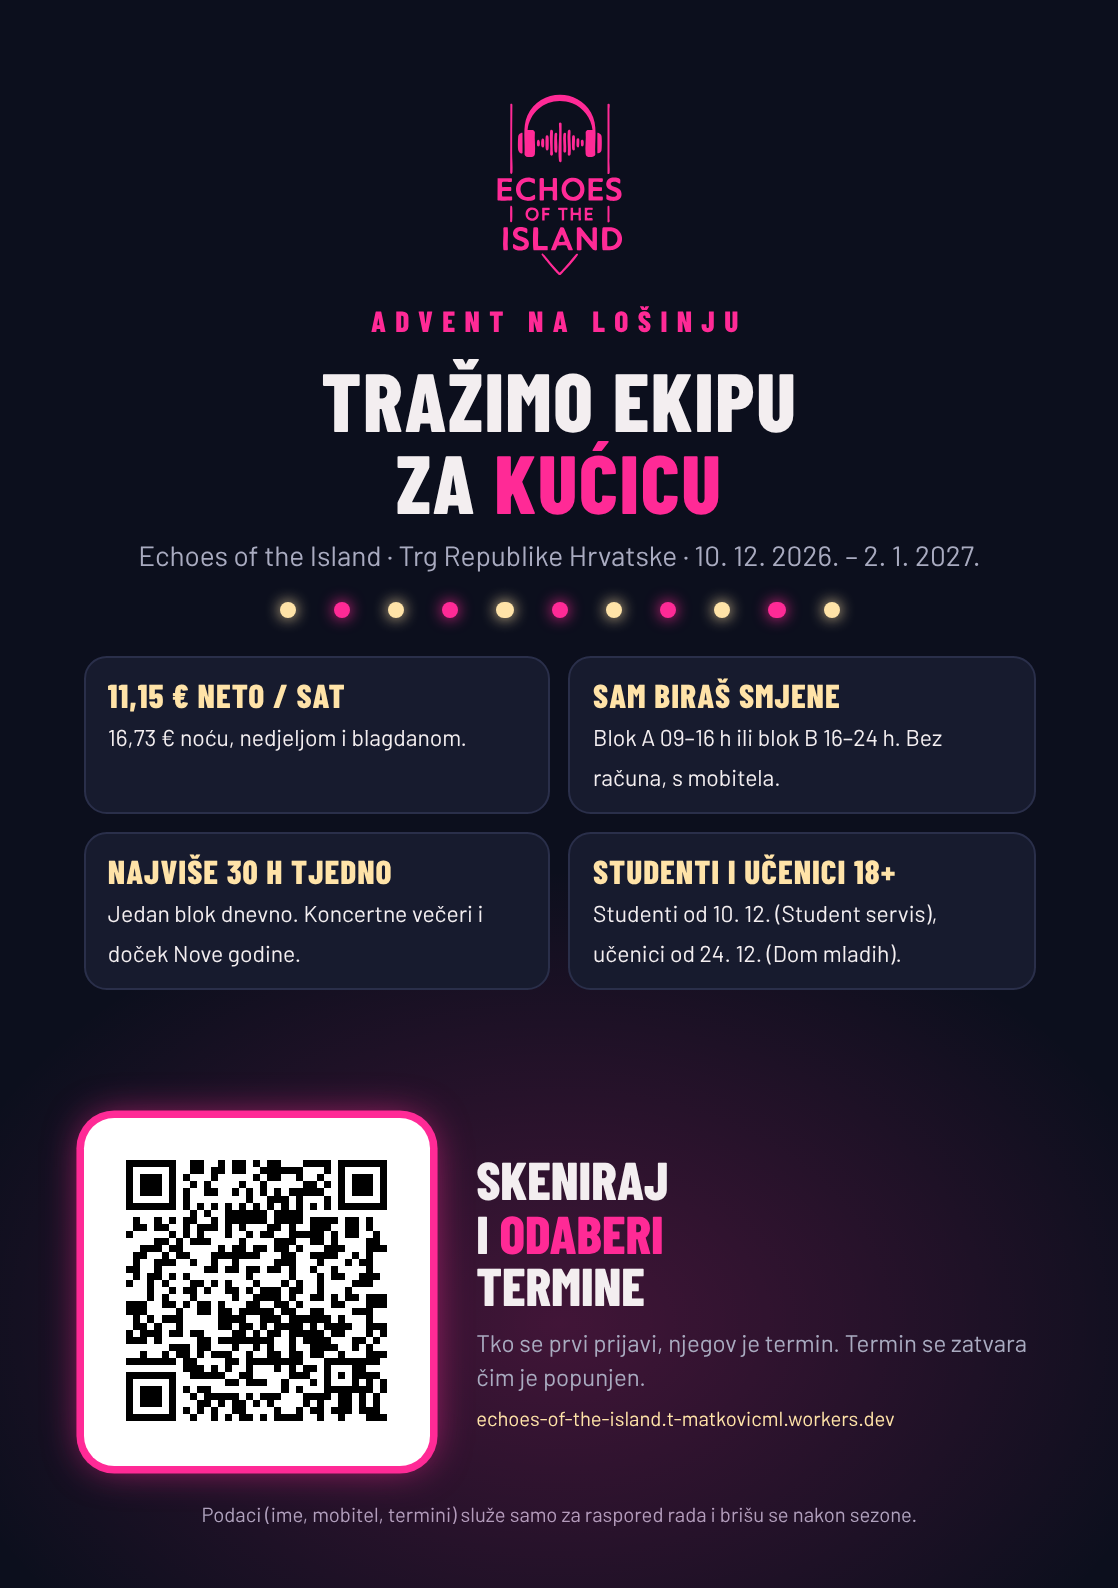 ECHOES
OF THE
ISLAND
ADVENT NA LOŠINJU
TRAŽIMO EKIPU
ZA KUĆICU
Echoes of the Island · Trg Republike Hrvatske · 10. 12. 2026. – 2. 1. 2027.
11,15 € NETO / SAT
16,73 € noću, nedjeljom i blagdanom.
SAM BIRAŠ SMJENE
Blok A 09–16 h ili blok B 16–24 h. Bez
računa, s mobitela.
NAJVIŠE 30 H TJEDNO
Jedan blok dnevno. Koncertne večeri i
doček Nove godine.
STUDENTI I UČENICI 18+
Studenti od 10. 12. (Student servis),
učenici od 24. 12. (Dom mladih).
SKENIRAJ
I ODABERI
TERMINE
Tko se prvi prijavi, njegov je termin. Termin se zatvara
čim je popunjen.
echoes-of-the-island.t-matkovicml.workers.dev
Podaci (ime, mobitel, termini) služe samo za raspored rada i brišu se nakon sezone.